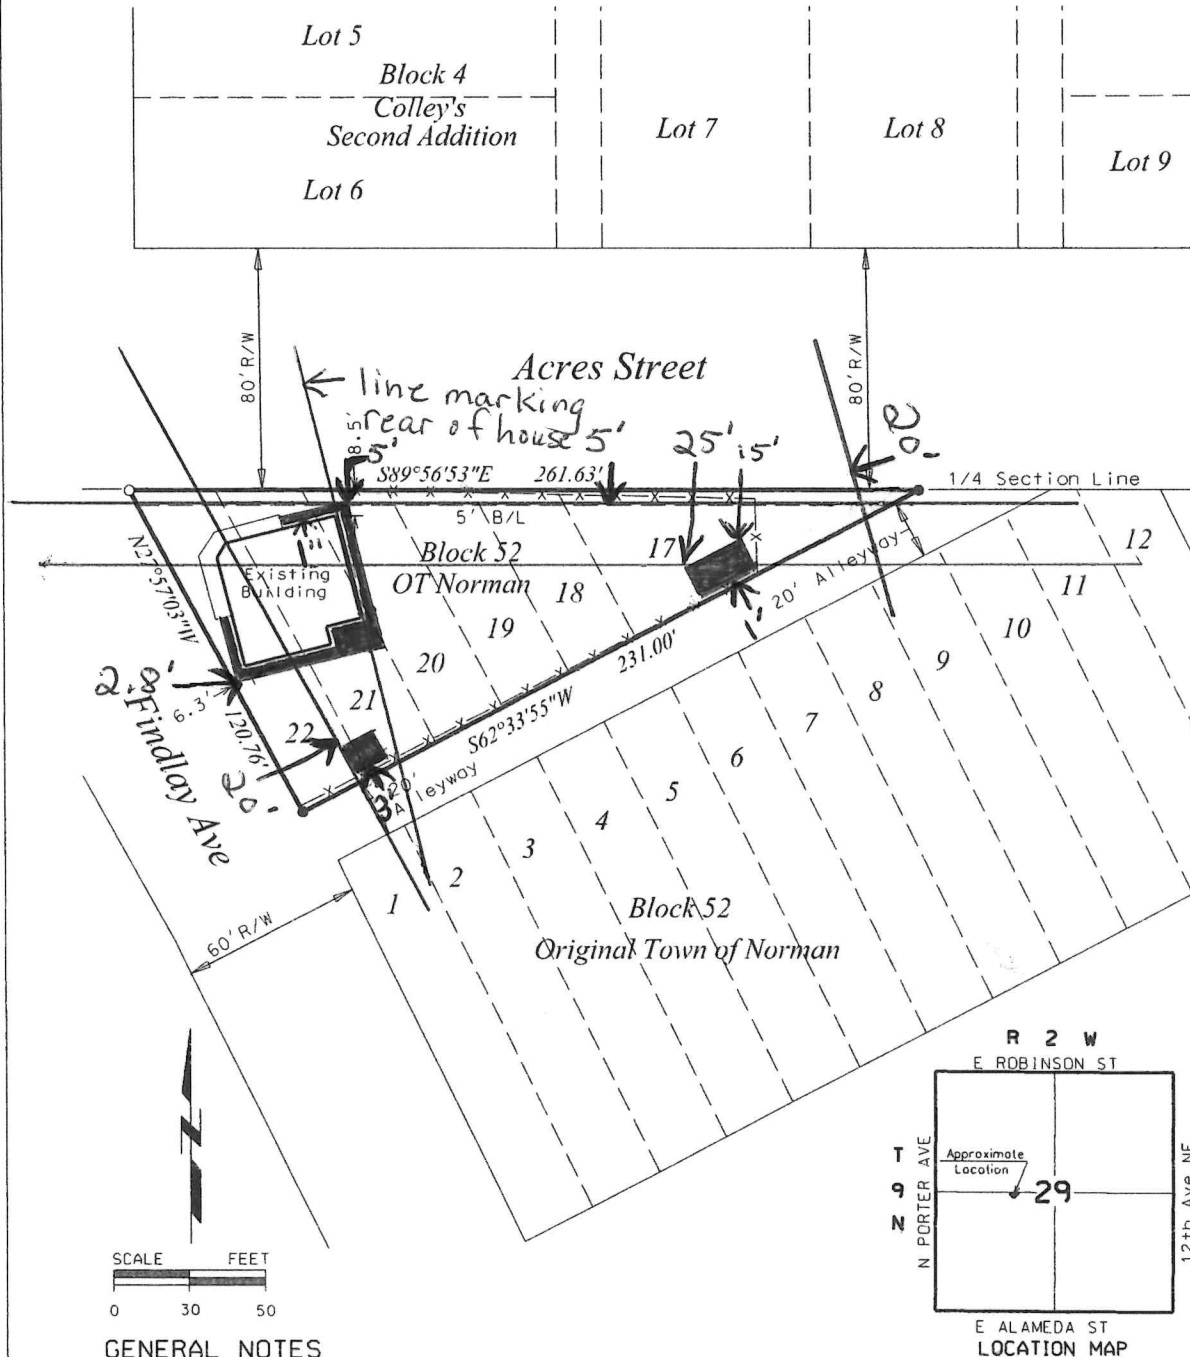 Lot 5
Block 4
Colley's
Second Addition
Lot 6
Lot 7
Lot 8
Lot 9
80' R/W
80' R/W
Acres Street
line marking
rear of house
8.5'
5'
5'
25'
15'
20'
S89°56'53"E 261.63'
1/4 Section Line
5' B/L
N27°57'03"W
Existing
Building
Block 52
OT Norman
17
18
19
20
21
22
12
11
10
9
8
7
6
5
4
3
2
1
20' Alleyway
1'
231.00'
S62°33'55"W
2.8'
6.3'
120.76'
Findlay Ave
20'
3'
20'
Alleyway
60' R/W
Block 52
Original Town of Norman
R 2 W
E ROBINSON ST
T
9
N
N PORTER AVE
Approximate
Location
29
12th Ave NE
E ALAMEDA ST
LOCATION MAP
N
SCALE FEET
0 30 50
GENERAL NOTES